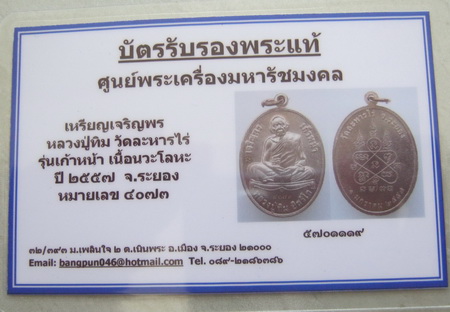 บัตรรับรองพระแท้
ศูนย์พระเครื่องมหารัชมงคล
เหรียญเจริญพร
หลวงปู่ทิม วัดละหารไร่
รุ่นเก้าหน้า เนื้อนวะโลหะ
ปี ๒๕๕๗ จ.ระยอง
หมายเลข ๔๐๗๓
๕๗๐๑๑๑๙
๓๒/๓๙๓ ม.เพลินใจ ๒ ต.เนินพระ อ.เมือง จ.ระยอง ๒๑๐๐๐
Email: bangpun046@hotmail.com Tel. ๐๘๙-๒๑๘๖๓๘๖